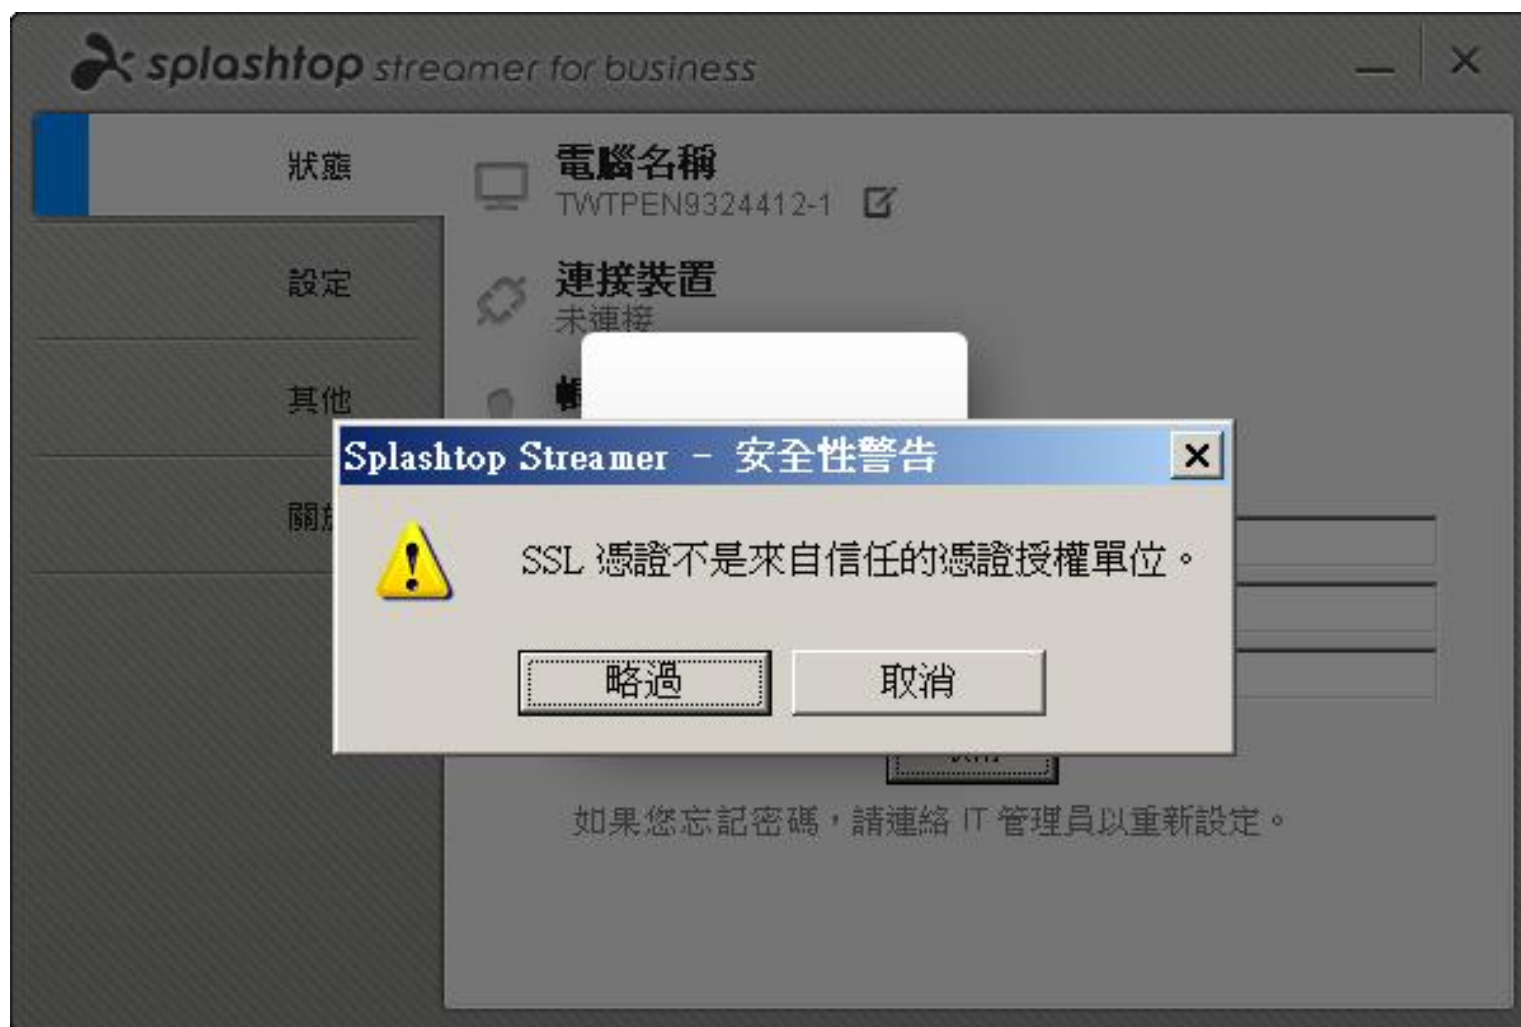 splashtop streamer for business
狀態
電腦名稱
TWTPEN9324412-1
設定
連接裝置
未連接
其他
Splashtop Streamer - 安全性警告
SSL 憑證不是來自信任的憑證授權單位。
略過
取消
如果您忘記密碼，請連絡 IT 管理員以重新設定。